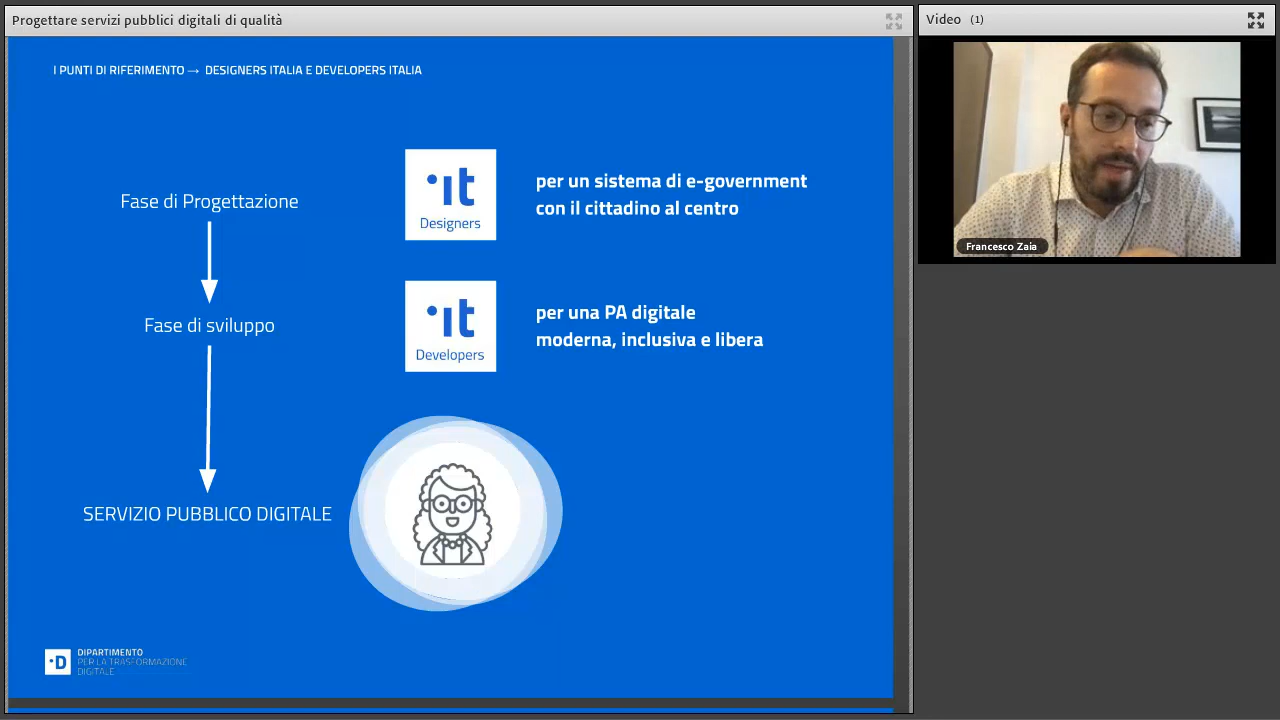 Progettare servizi pubblici digitali di qualità
Video (1)
I PUNTI DI RIFERIMENTO → DESIGNERS ITALIA E DEVELOPERS ITALIA
Fase di Progettazione
Fase di sviluppo
SERVIZIO PUBBLICO DIGITALE
it
Designers
per un sistema di e-government
con il cittadino al centro
it
Developers
per una PA digitale
moderna, inclusiva e libera
D
DIPARTIMENTO
PER LA TRASFORMAZIONE
DIGITALE
Francesco Zaia